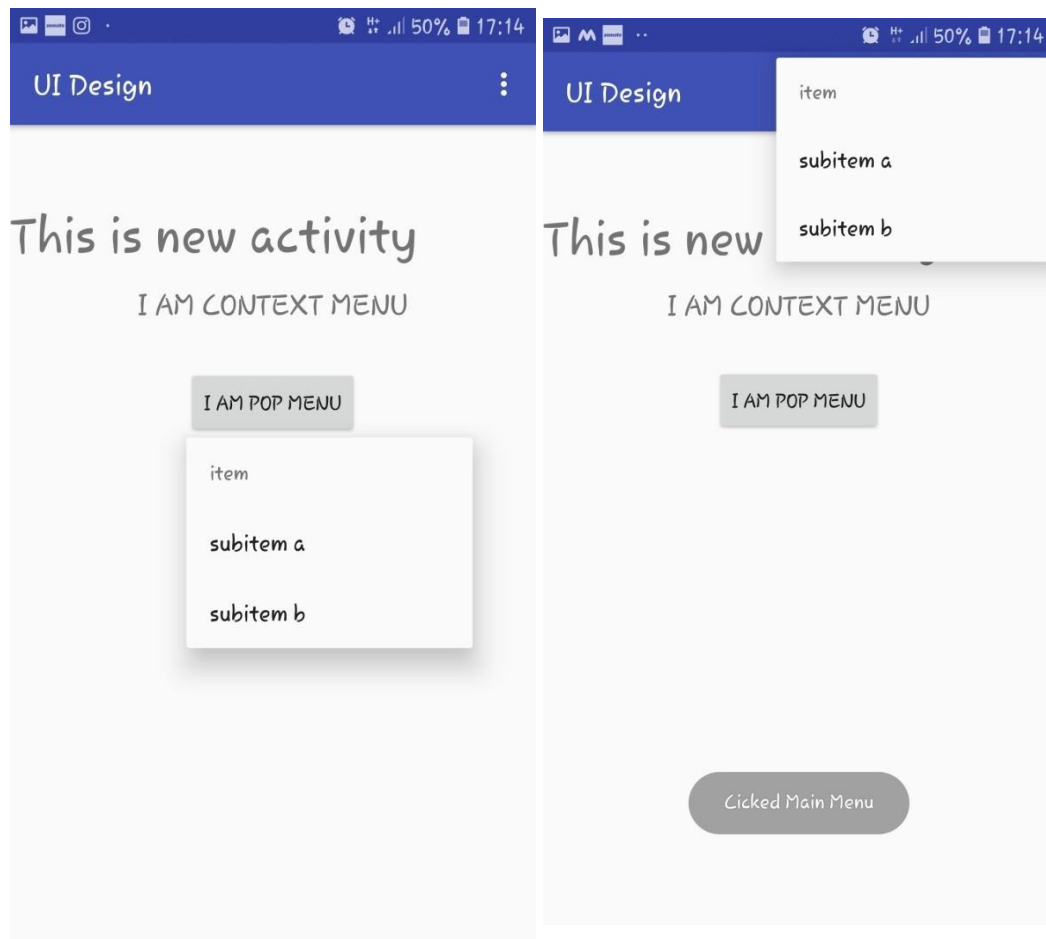 H+ 50% 17:14
UI Design
This is new activity
I AM CONTEXT MENU
I AM POP MENU
item
subitem a
subitem b
H+ 50% 17:14
UI Design
item
subitem a
subitem b
This is new
I AM CONTEXT MENU
I AM POP MENU
Cicked Main Menu